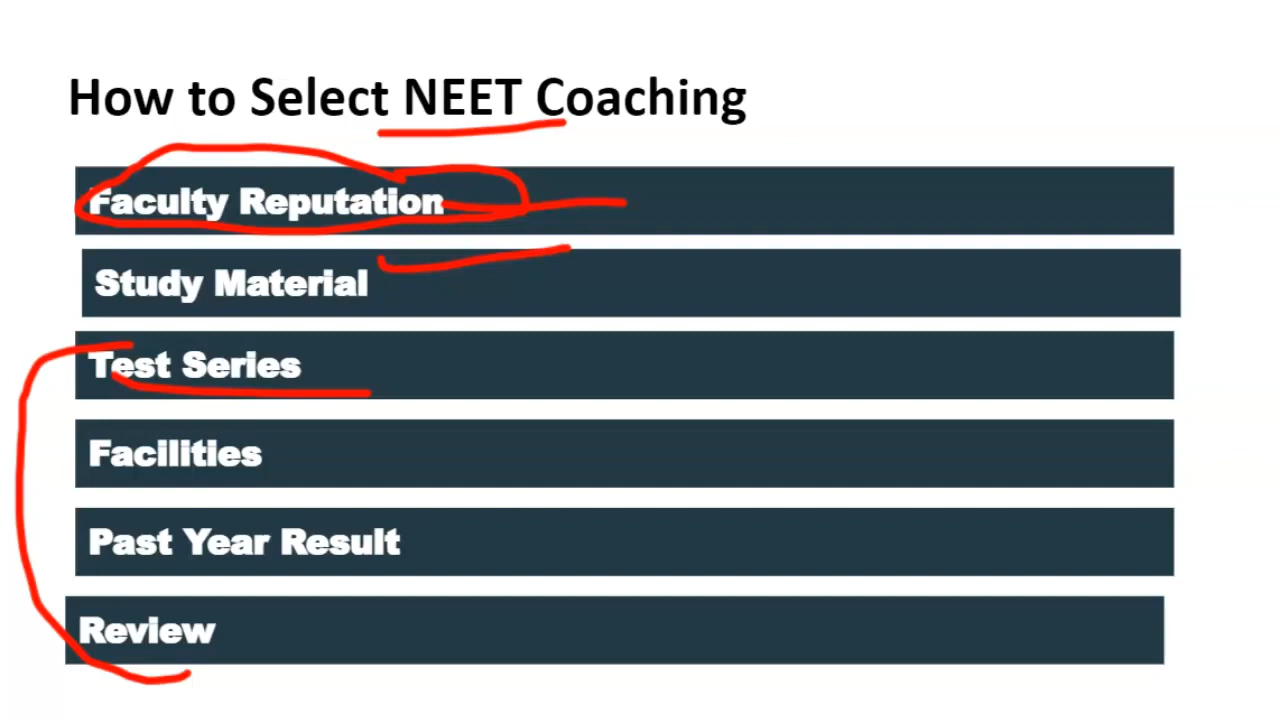 How to Select NEET Coaching
Faculty Reputation
Study Material
Test Series
Facilities
Past Year Result
Review